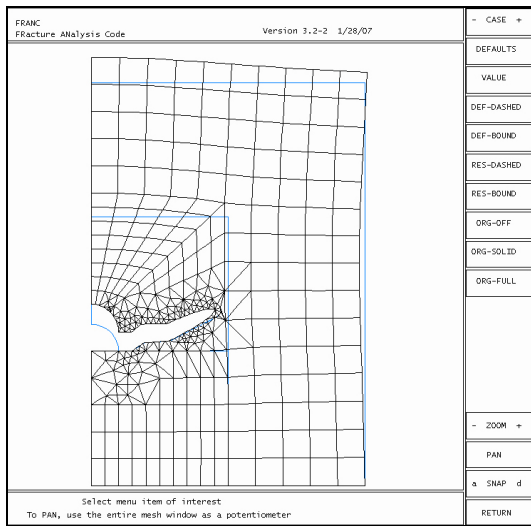 FRANC
FRacture ANalysis Code
Version 3.2-2 1/28/07
- CASE +
DEFAULTS
VALUE
DEF-DASHED
DEF-BOUND
RES-DASHED
RES-BOUND
ORG-OFF
ORG-SOLID
ORG-FULL
- ZOOM +
PAN
a SNAP d
RETURN
Select menu item of interest
To PAN, use the entire mesh window as a potentiometer